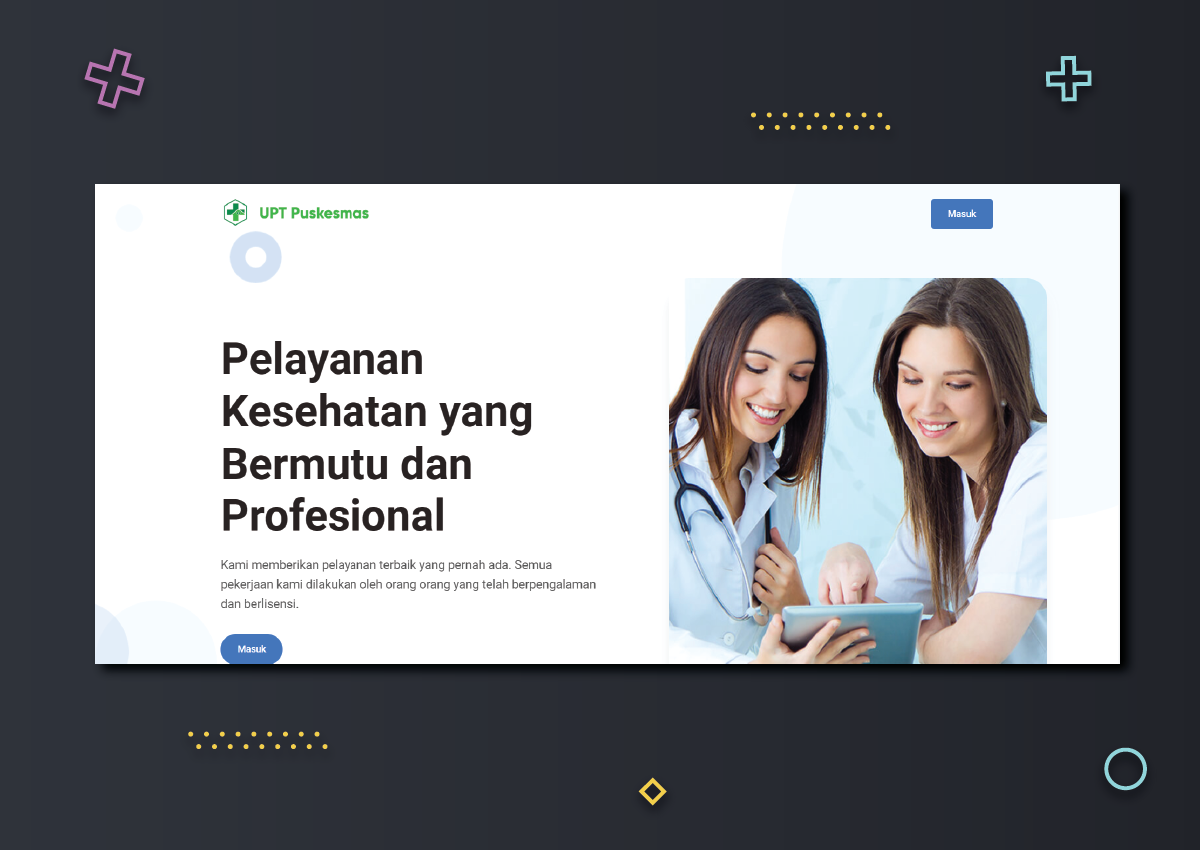 UPT Puskesmas
Masuk
Pelayanan
Kesehatan yang
Bermutu dan
Profesional
Kami memberikan pelayanan terbaik yang pernah ada. Semua
pekerjaan kami dilakukan oleh orang orang yang telah berpengalaman
dan berlisensi.
Masuk